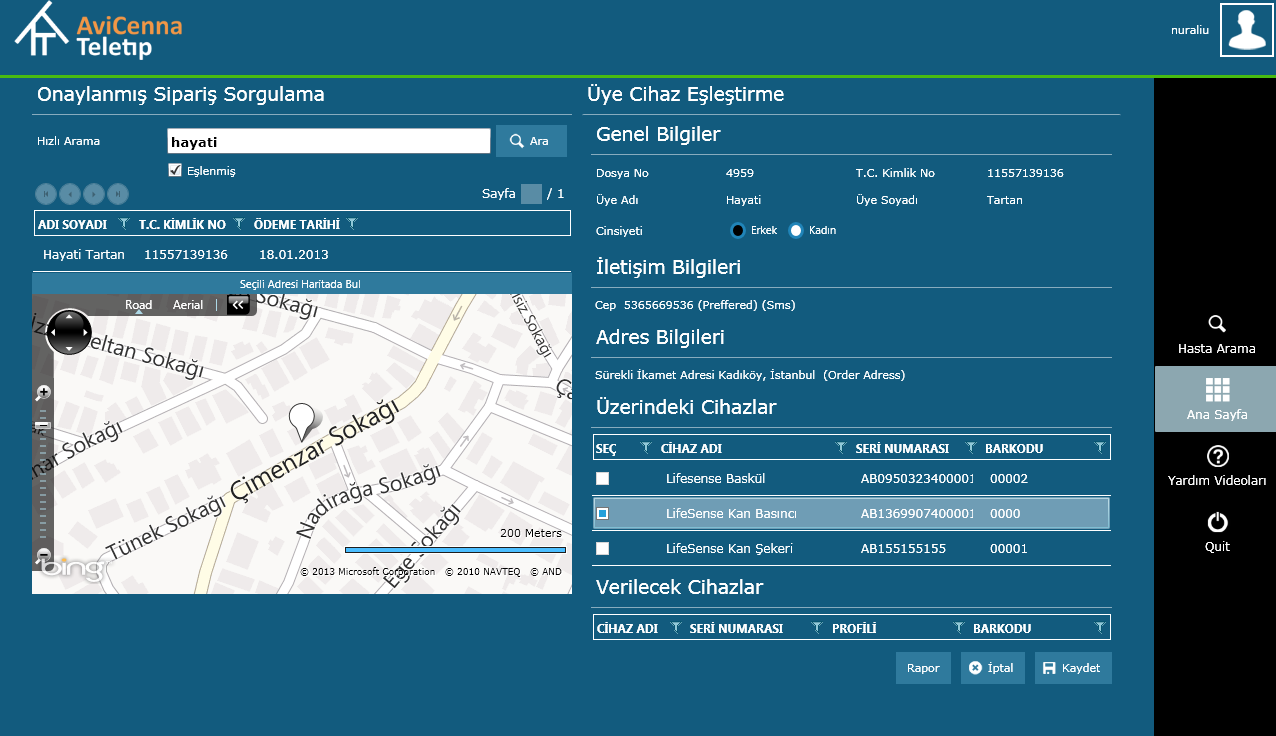 AviCenna
Teletıp
nuraliu
Onaylanmış Sipariş Sorgulama
Hızlı Arama
hayati
Ara
Eşlenmiş
Sayfa / 1
ADI SOYADI T.C. KİMLİK NO ÖDEME TARİHİ
Hayati Tartan 11557139136 18.01.2013
Seçili Adresi Haritada Bul
Road Aerial
Sokağı
eltan Sokağı
sız Sokağı
Çimenzar Sokağı
nar Sokağı
Tünek Sokağı
Nadirağa Sokağı
Ege Sokağı
200 Meters
bing
© 2013 Microsoft Corporation © 2010 NAVTEQ © AND
Üye Cihaz Eşleştirme
Genel Bilgiler
Dosya No 4959 T.C. Kimlik No 11557139136
Üye Adı Hayati Üye Soyadı Tartan
Cinsiyeti Erkek Kadın
İletişim Bilgileri
Cep 5365669536 (Preffered) (Sms)
Adres Bilgileri
Sürekli İkamet Adresi Kadıköy, İstanbul (Order Adress)
Üzerindeki Cihazlar
SEÇ CİHAZ ADI SERİ NUMARASI BARKODU
Lifesense Baskül AB0950323400001 00002
LifeSense Kan Basıncı AB1369907400001 0000
LifeSense Kan Şekeri AB155155155 00001
Verilecek Cihazlar
CİHAZ ADI SERİ NUMARASI PROFİLİ BARKODU
Rapor İptal Kaydet
Hasta Arama
Ana Sayfa
Yardım Videoları
Quit